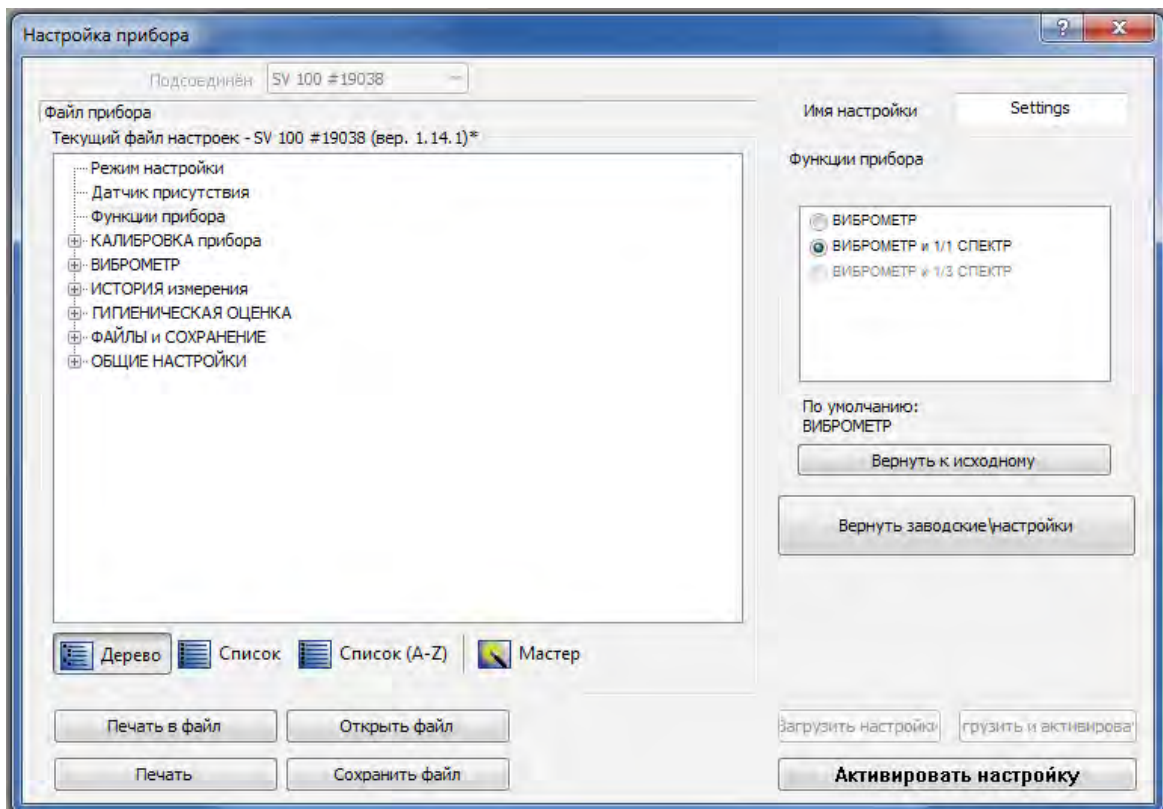 Настройка прибора
Подсоединён SV 100 #19038
Файл прибора
Текущий файл настроек - SV 100 #19038 (вер. 1.14.1)*
Режим настройки
Датчик присутствия
Функции прибора
КАЛИБРОВКА прибора
ВИБРОМЕТР
ИСТОРИЯ измерения
ГИГИЕНИЧЕСКАЯ ОЦЕНКА
ФАЙЛЫ и СОХРАНЕНИЕ
ОБЩИЕ НАСТРОЙКИ
Дерево Список Список (A-Z) Мастер
Печать в файл Открыть файл
Печать Сохранить файл
Имя настройки Settings
Функции прибора
ВИБРОМЕТР
ВИБРОМЕТР и 1/1 СПЕКТР
ВИБРОМЕТР и 1/3 СПЕКТР
По умолчанию:
ВИБРОМЕТР
Вернуть к исходному
Вернуть заводские\настройки
Загрузить настройки грузить и активирова
Активировать настройку